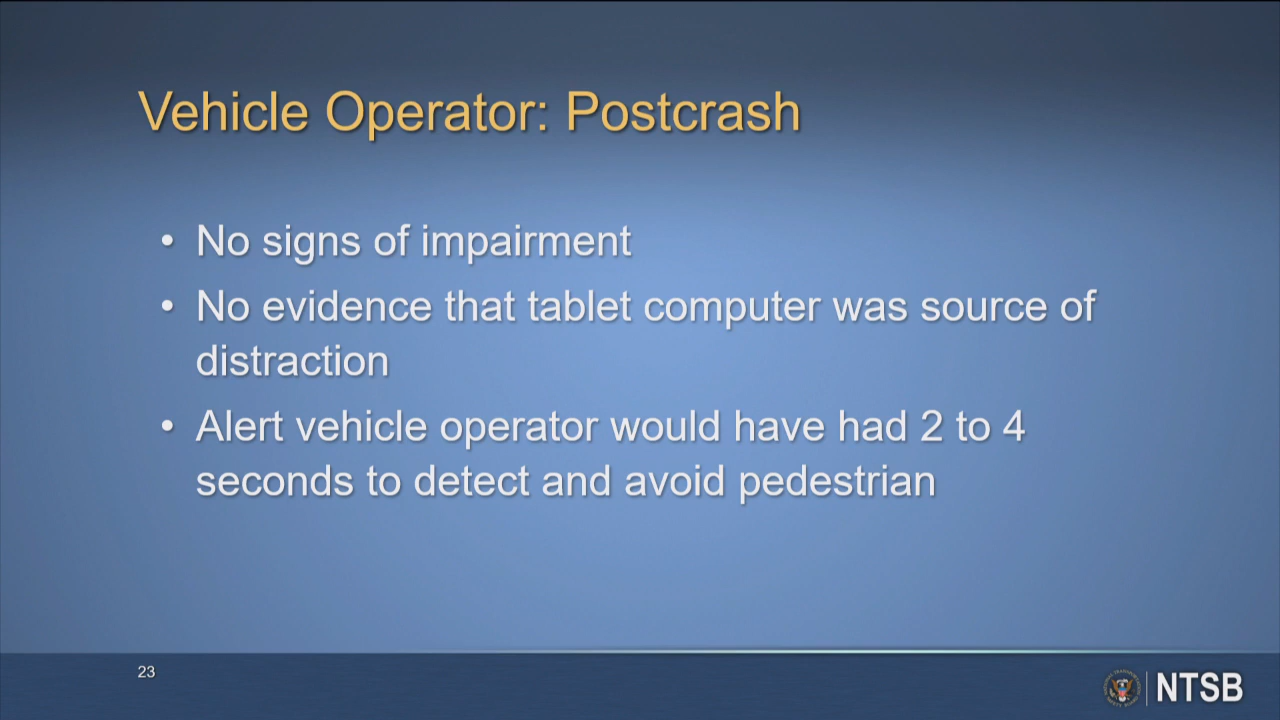 Vehicle Operator: Postcrash
• No signs of impairment
• No evidence that tablet computer was source of
distraction
• Alert vehicle operator would have had 2 to 4
seconds to detect and avoid pedestrian
23
NTSB